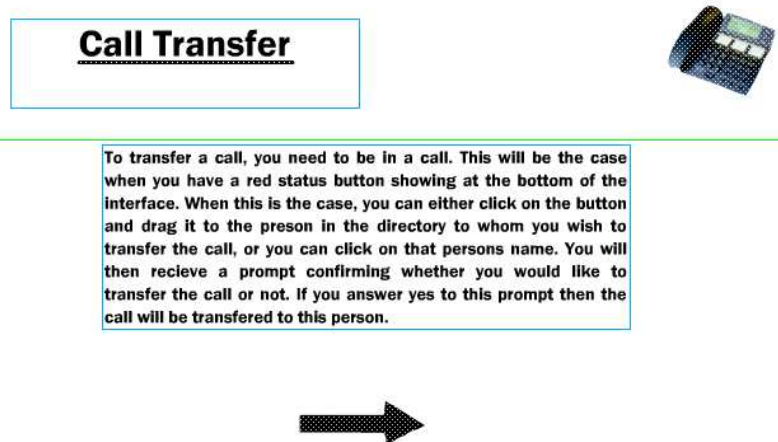 Call Transfer
To transfer a call, you need to be in a call. This will be the case
when you have a red status button showing at the bottom of the
interface. When this is the case, you can either click on the button
and drag it to the preson in the directory to whom you wish to
transfer the call, or you can click on that persons name. You will
then recieve a prompt confirming whether you would like to
transfer the call or not. If you answer yes to this prompt then the
call will be transfered to this person.